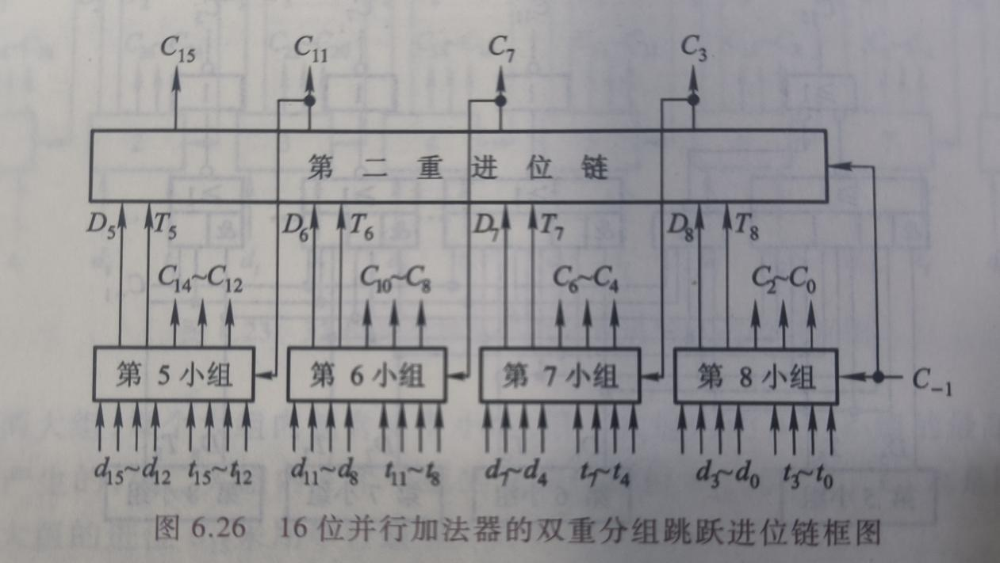 C₁₅ C₁₁ C₇ C₃
第二重进位链
D₅ T₅ D₆ T₆ D₇ T₇ D₈ T₈
C₁₄~C₁₂ C₁₀~C₈ C₆~C₄ C₂~C₀
第 5 小组 第 6 小组 第 7 小组 第 8 小组 C₋₁
d₁₅~d₁₂ t₁₅~t₁₂ d₁₁~d₈ t₁₁~t₈ d₇~d₄ t₇~t₄ d₃~d₀ t₃~t₀
图 6.26 16 位并行加法器的双重分组跳跃进位链框图